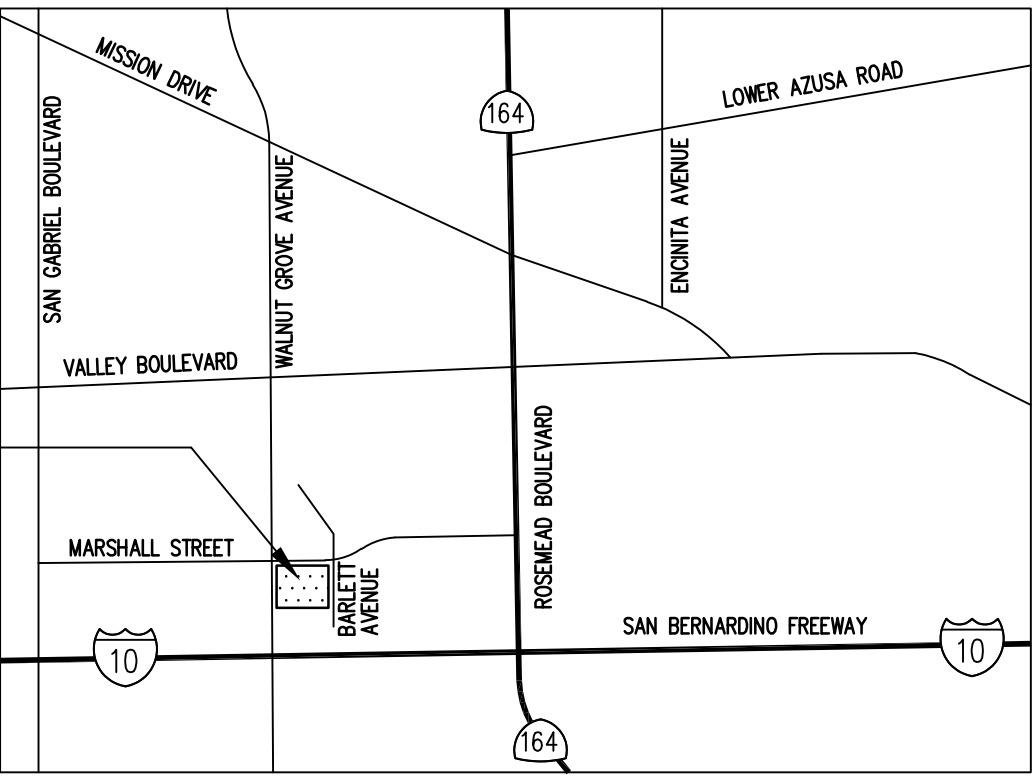 MISSION DRIVE
LOWER AZUSA ROAD
164
SAN GABRIEL BOULEVARD
WALNUT GROVE AVENUE
ENCINITA AVENUE
VALLEY BOULEVARD
ROSEMEAD BOULEVARD
MARSHALL STREET
BARLETT
AVENUE
SAN BERNARDINO FREEWAY
10
10
164